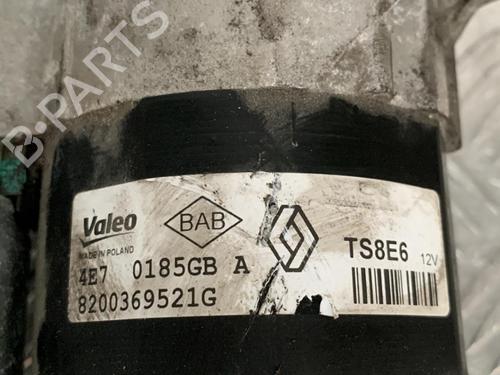 B-PARTS
Valeo
MADE IN POLAND
BAB
TS8E6 12V
4E7 0185GB A
8200369521G